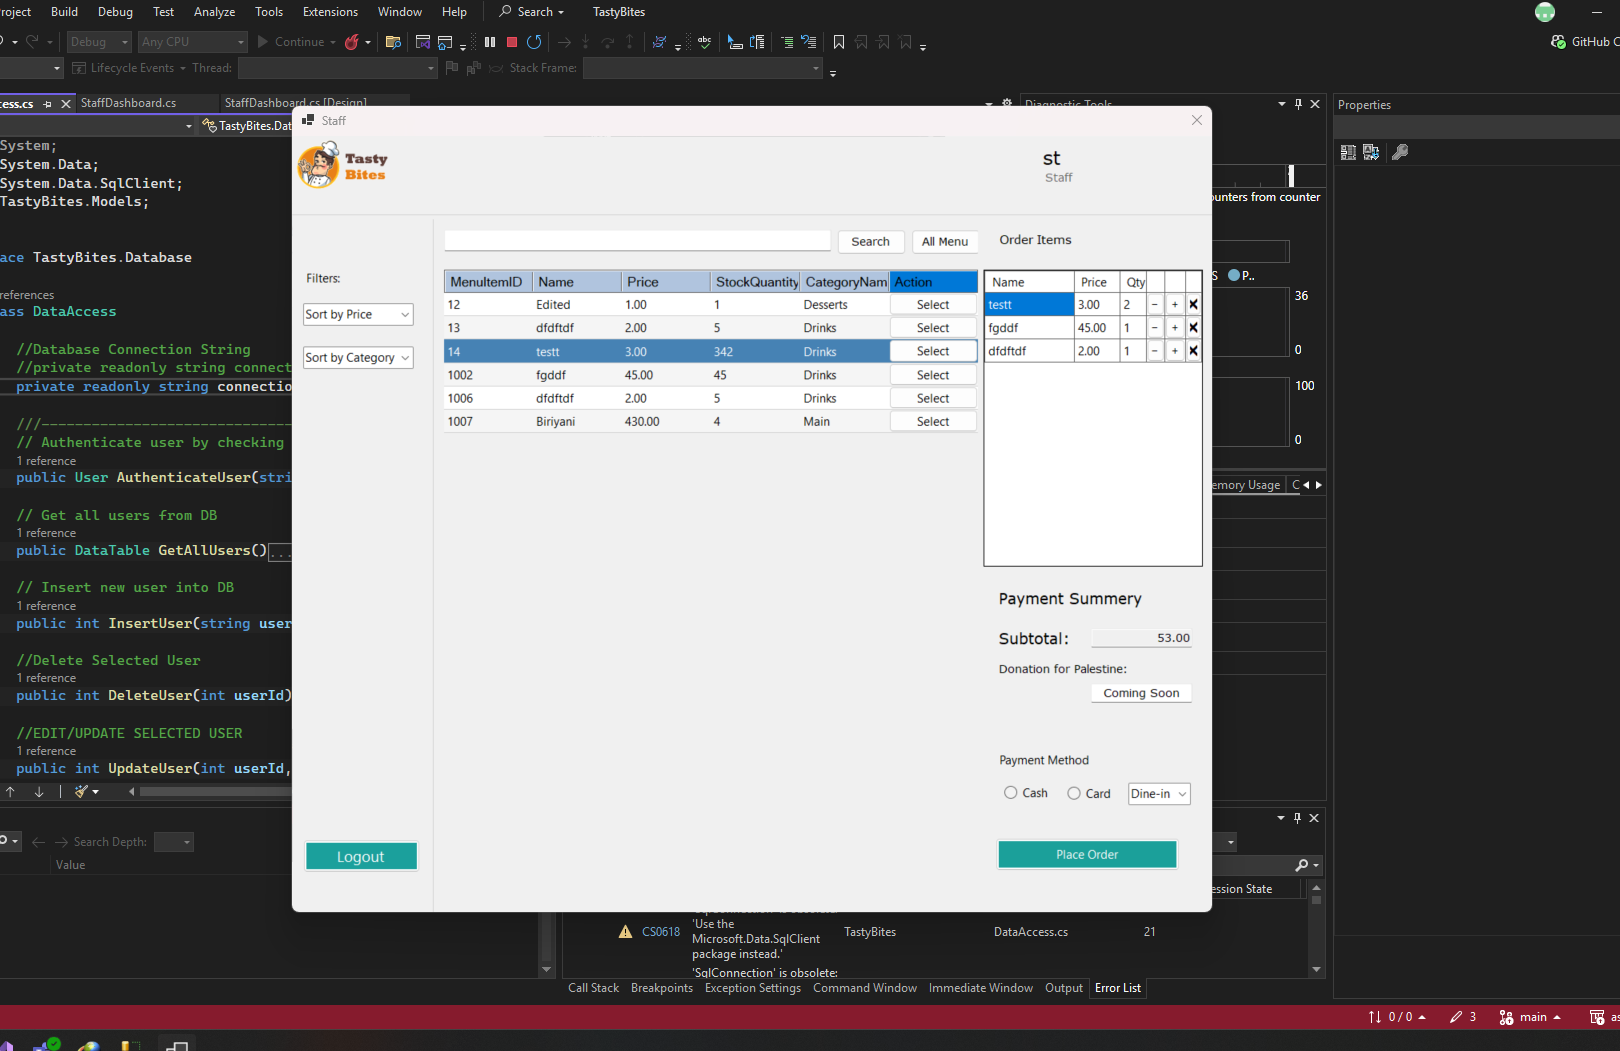 roject Build Debug Test Analyze Tools Extensions Window Help Search TastyBites
Debug Any CPU Continue abc GitHub C
Lifecycle Events Thread: Stack Frame:
ess.cs StaffDashboard.cs StaffDashboard.cs [Design] Diagnostic Tools Properties
TastyBites.Dat
System;
System.Data;
System.Data.SqlClient;
TastyBites.Models;
ace TastyBites.Database
references
ass DataAccess
//Database Connection String
//private readonly string connect
private readonly string connectio
///------------------------------
// Authenticate user by checking
1 reference
public User AuthenticateUser(stri
// Get all users from DB
1 reference
public DataTable GetAllUsers()...
// Insert new user into DB
1 reference
public int InsertUser(string user
//Delete Selected User
1 reference
public int DeleteUser(int userId)
//EDIT/UPDATE SELECTED USER
1 reference
public int UpdateUser(int userId,
Search Depth:
Value
Staff
Tasty
Bites
st
Staff
Filters:
Sort by Price
Sort by Category
Logout
Search All Menu
MenuItemID Name Price StockQuantity CategoryNam Action
12 Edited 1.00 1 Desserts Select
13 dfdftdf 2.00 5 Drinks Select
14 testt 3.00 342 Drinks Select
1002 fgddf 45.00 45 Drinks Select
1006 dfdftdf 2.00 5 Drinks Select
1007 Biriyani 430.00 4 Main Select
Order Items
Name Price Qty
testt 3.00 2 - + X
fgddf 45.00 1 - + X
dfdftdf 2.00 1 - + X
Payment Summery
Subtotal: 53.00
Donation for Palestine:
Coming Soon
Payment Method
Cash Card Dine-in
Place Order
ounters from counter
S P..
36
0
100
0
emory Usage C
ession State
CS0618 'Use the Microsoft.Data.SqlClient package instead.' TastyBites DataAccess.cs 21
'SqlConnection' is obsolete:
Call Stack Breakpoints Exception Settings Command Window Immediate Window Output Error List
0 / 0 3 main as